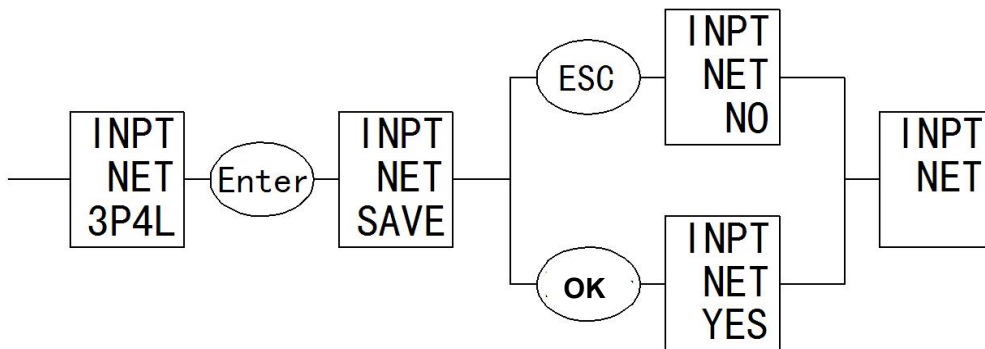 INPT
NET
3P4L
Enter
INPT
NET
SAVE
ESC
INPT
NET
NO
OK
INPT
NET
YES
INPT
NET